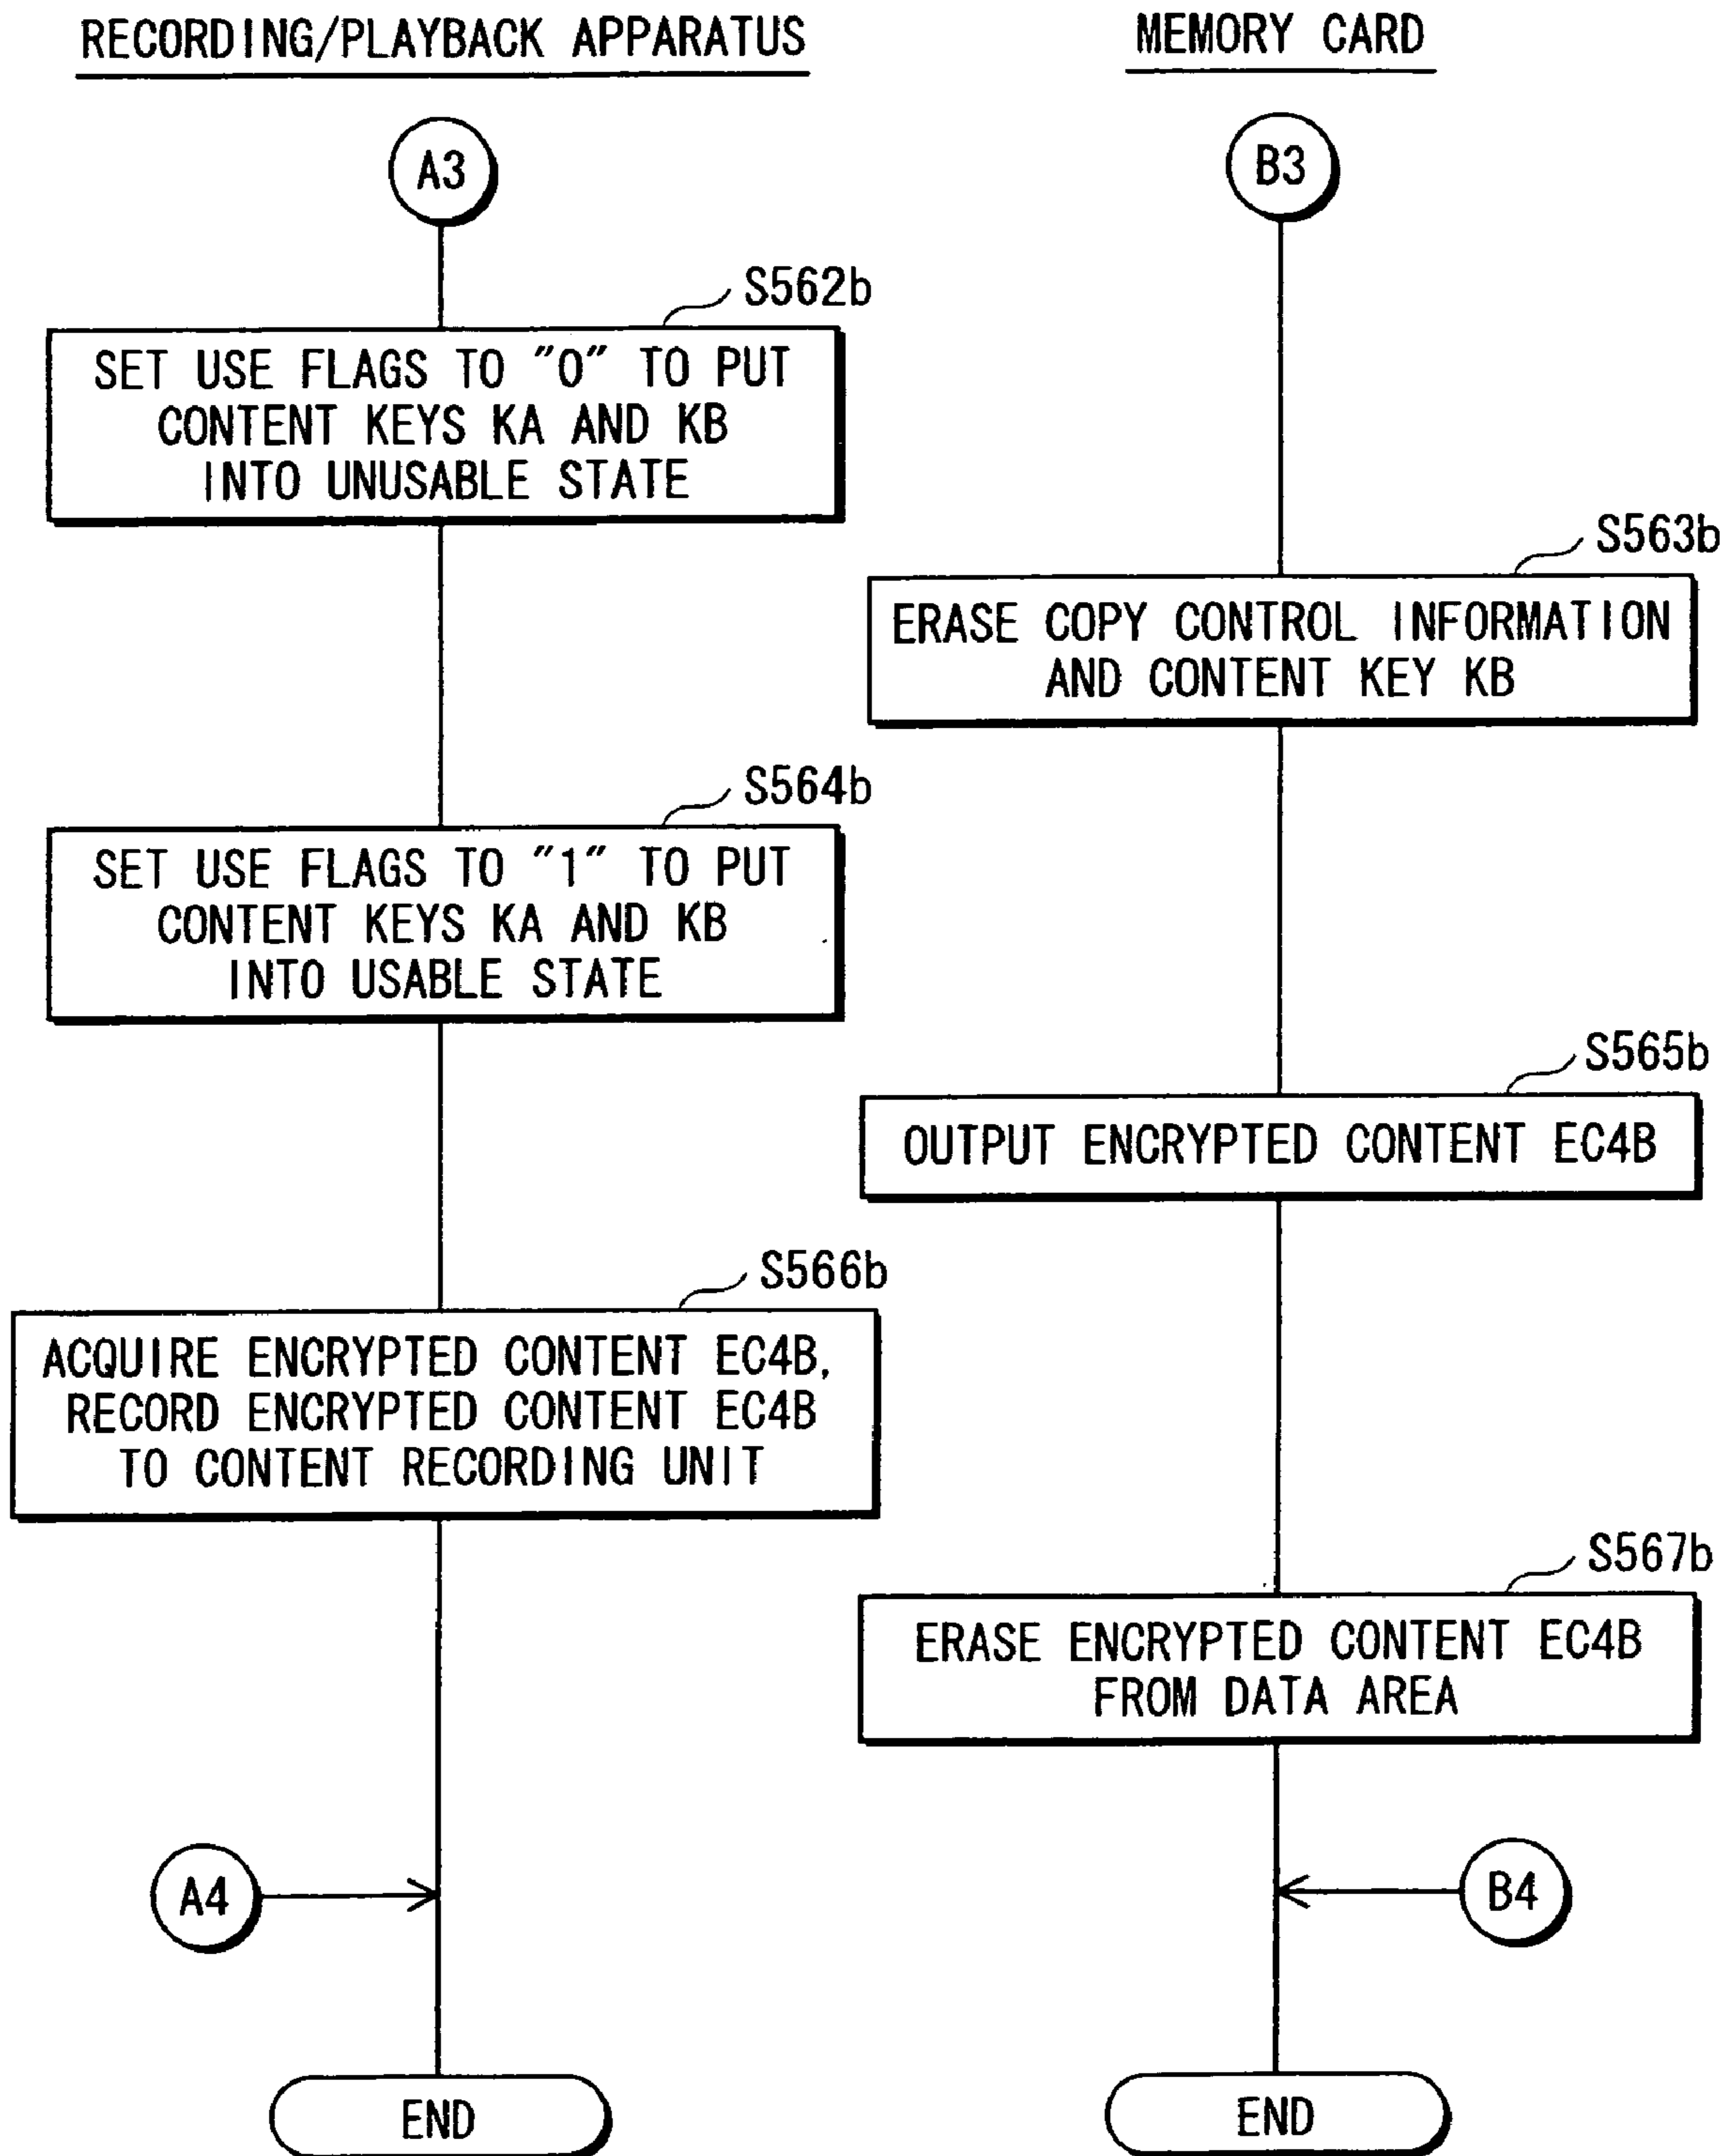 RECORDING/PLAYBACK APPARATUS
MEMORY CARD
A3
B3
S562b
SET USE FLAGS TO "0" TO PUT
CONTENT KEYS KA AND KB
INTO UNUSABLE STATE
S563b
ERASE COPY CONTROL INFORMATION
AND CONTENT KEY KB
S564b
SET USE FLAGS TO "1" TO PUT
CONTENT KEYS KA AND KB
INTO USABLE STATE
S565b
OUTPUT ENCRYPTED CONTENT EC4B
S566b
ACQUIRE ENCRYPTED CONTENT EC4B,
RECORD ENCRYPTED CONTENT EC4B
TO CONTENT RECORDING UNIT
S567b
ERASE ENCRYPTED CONTENT EC4B
FROM DATA AREA
A4
B4
END
END